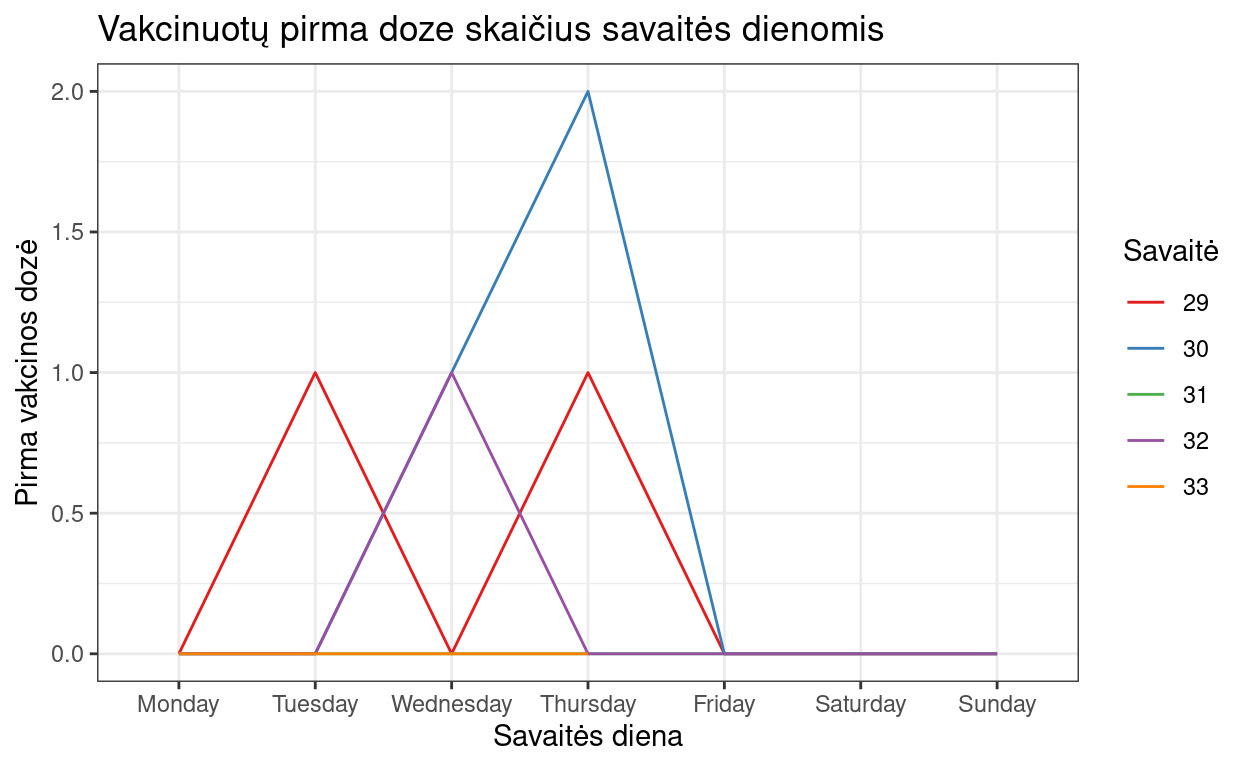 Vakcinuotų pirma doze skaičius savaitės dienomis
Pirma vakcinos dozė
2.0
1.5
1.0
0.5
0.0
Monday Tuesday Wednesday Thursday Friday Saturday Sunday
Savaitės diena
Savaitė
29
30
31
32
33